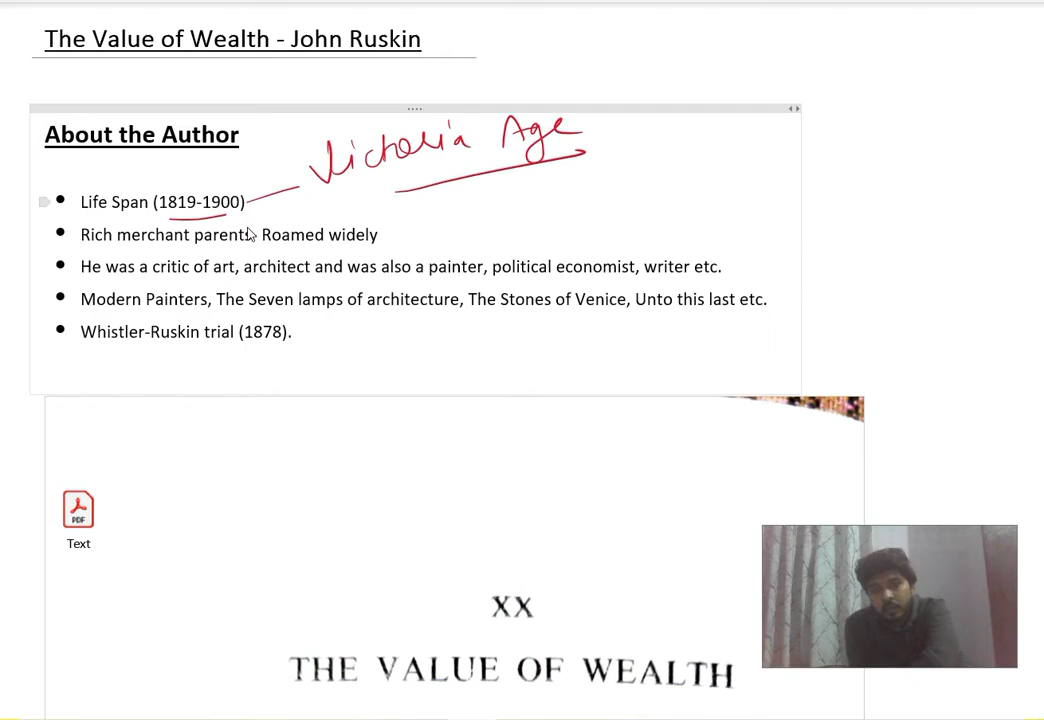 The Value of Wealth - John Ruskin
About the Author
Victoria Age
Life Span (1819-1900)
Rich merchant parents Roamed widely
He was a critic of art, architect and was also a painter, political economist, writer etc.
Modern Painters, The Seven lamps of architecture, The Stones of Venice, Unto this last etc.
Whistler-Ruskin trial (1878).
PDF
Text
XX
THE VALUE OF WEALTH